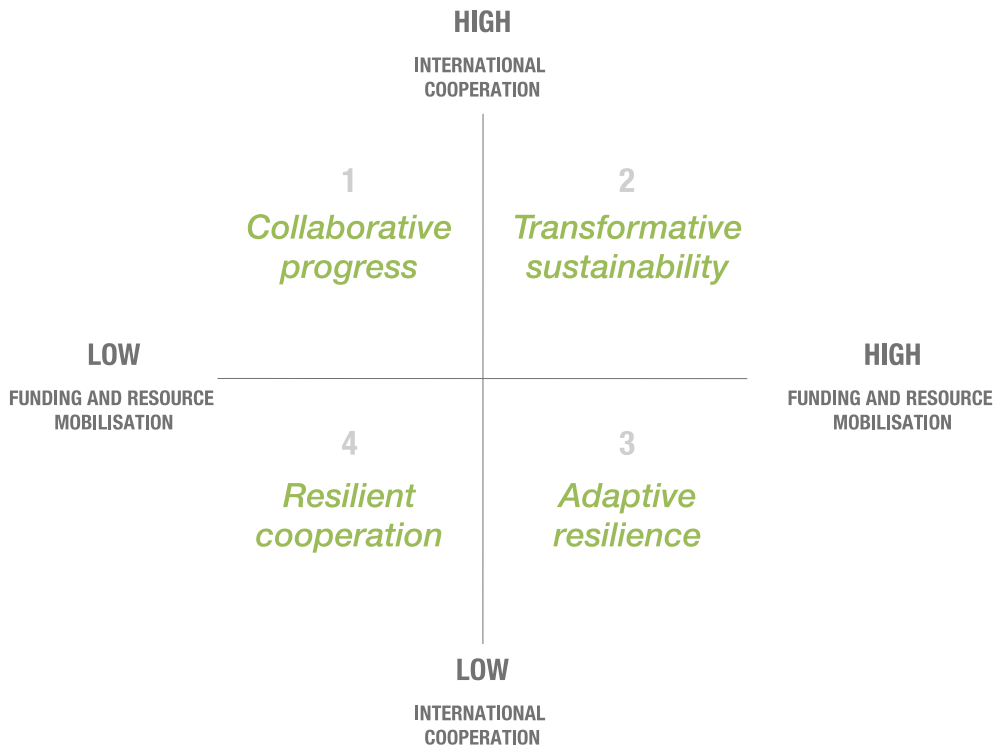 HIGH
INTERNATIONAL
COOPERATION
1
Collaborative
progress
2
Transformative
sustainability
LOW
FUNDING AND RESOURCE
MOBILISATION
HIGH
FUNDING AND RESOURCE
MOBILISATION
4
Resilient
cooperation
3
Adaptive
resilience
LOW
INTERNATIONAL
COOPERATION